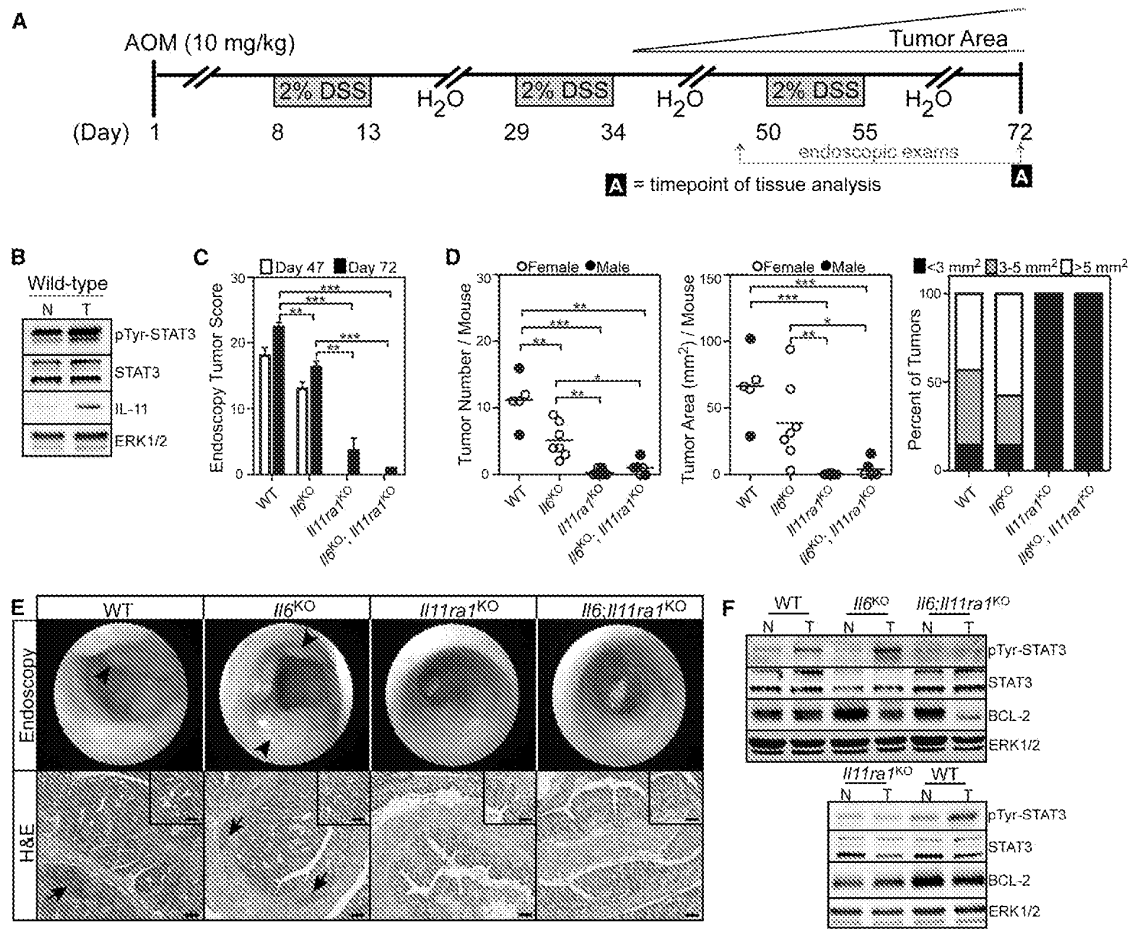 A
AOM (10 mg/kg)
Tumor Area
2% DSS
H2O
2% DSS
H2O
2% DSS
H2O
(Day)
1
8
13
29
34
50
55
72
endoscopic exams
A = timepoint of tissue analysis
A
B
Wild-type
N T
pTyr-STAT3
STAT3
IL-11
ERK1/2
C
Day 47 Day 72
Endoscopy Tumor Score
30
20
10
0
***
***
**
***
**
WT
Il6KO
Il11ra1KO
Il6KO; Il11ra1KO
D
Female Male
Tumor Number / Mouse
30
20
10
0
**
***
**
*
**
WT
Il6KO
Il11ra1KO
Il6KO; Il11ra1KO
Female Male
Tumor Area (mm2) / Mouse
150
100
50
0
***
***
*
**
WT
Il6KO
Il11ra1KO
Il6KO; Il11ra1KO
<3 mm2 3-5 mm2 >5 mm2
Percent of Tumors
100
50
0
WT
Il6KO
Il11ra1KO
Il6KO; Il11ra1KO
E
WT
Il6KO
Il11ra1KO
Il6;Il11ra1KO
Endoscopy
H&E
F
WT Il6KO Il6;Il11ra1KO
N T N T N T
pTyr-STAT3
STAT3
BCL-2
ERK1/2
Il11ra1KO WT
N T N T
pTyr-STAT3
STAT3
BCL-2
ERK1/2